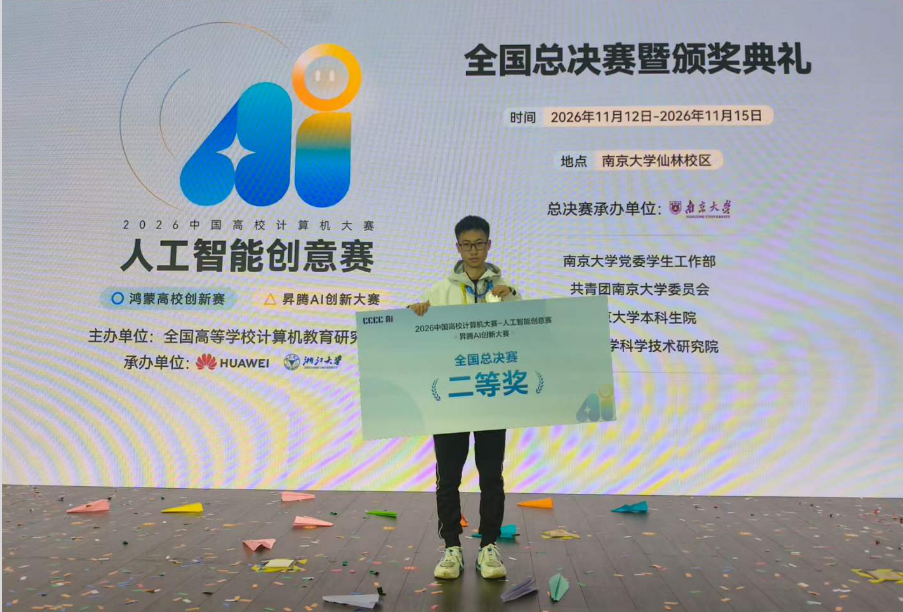 全国总决赛暨颁奖典礼
时间 2026年11月12日-2026年11月15日
地点 南京大学仙林校区
总决赛承办单位: 南京大学
南京大学党委学生工作部
共青团南京大学委员会
大学本科生院
学科学技术研究院
Ai
2026中国高校计算机大赛
人工智能创意赛
鸿蒙高校创新赛 昇腾AI创新大赛
主办单位: 全国高等学校计算机教育研究
承办单位: HUAWEI 浙江大学
CCCC Ai
2026中国高校计算机大赛-人工智能创意赛
昇腾AI创新大赛
全国总决赛
二等奖